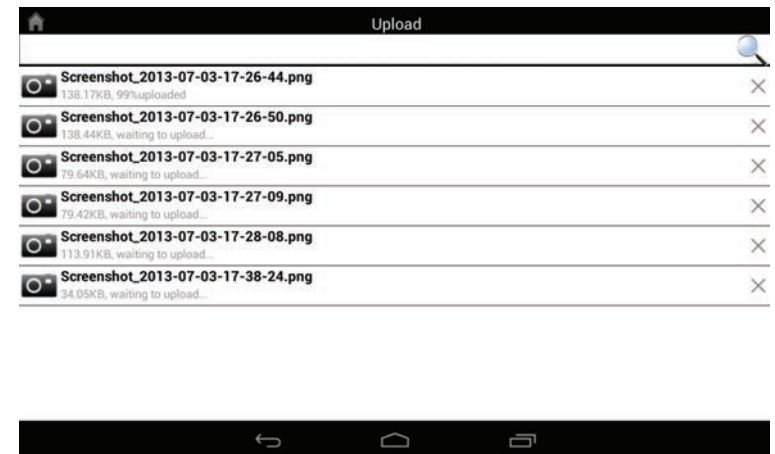 Upload
Screenshot_2013-07-03-17-26-44.png
138.17KB, 99%uploaded
Screenshot_2013-07-03-17-26-50.png
138.44KB, waiting to upload...
Screenshot_2013-07-03-17-27-05.png
79.64KB, waiting to upload...
Screenshot_2013-07-03-17-27-09.png
79.42KB, waiting to upload...
Screenshot_2013-07-03-17-28-08.png
113.91KB, waiting to upload...
Screenshot_2013-07-03-17-38-24.png
34.05KB, waiting to upload...